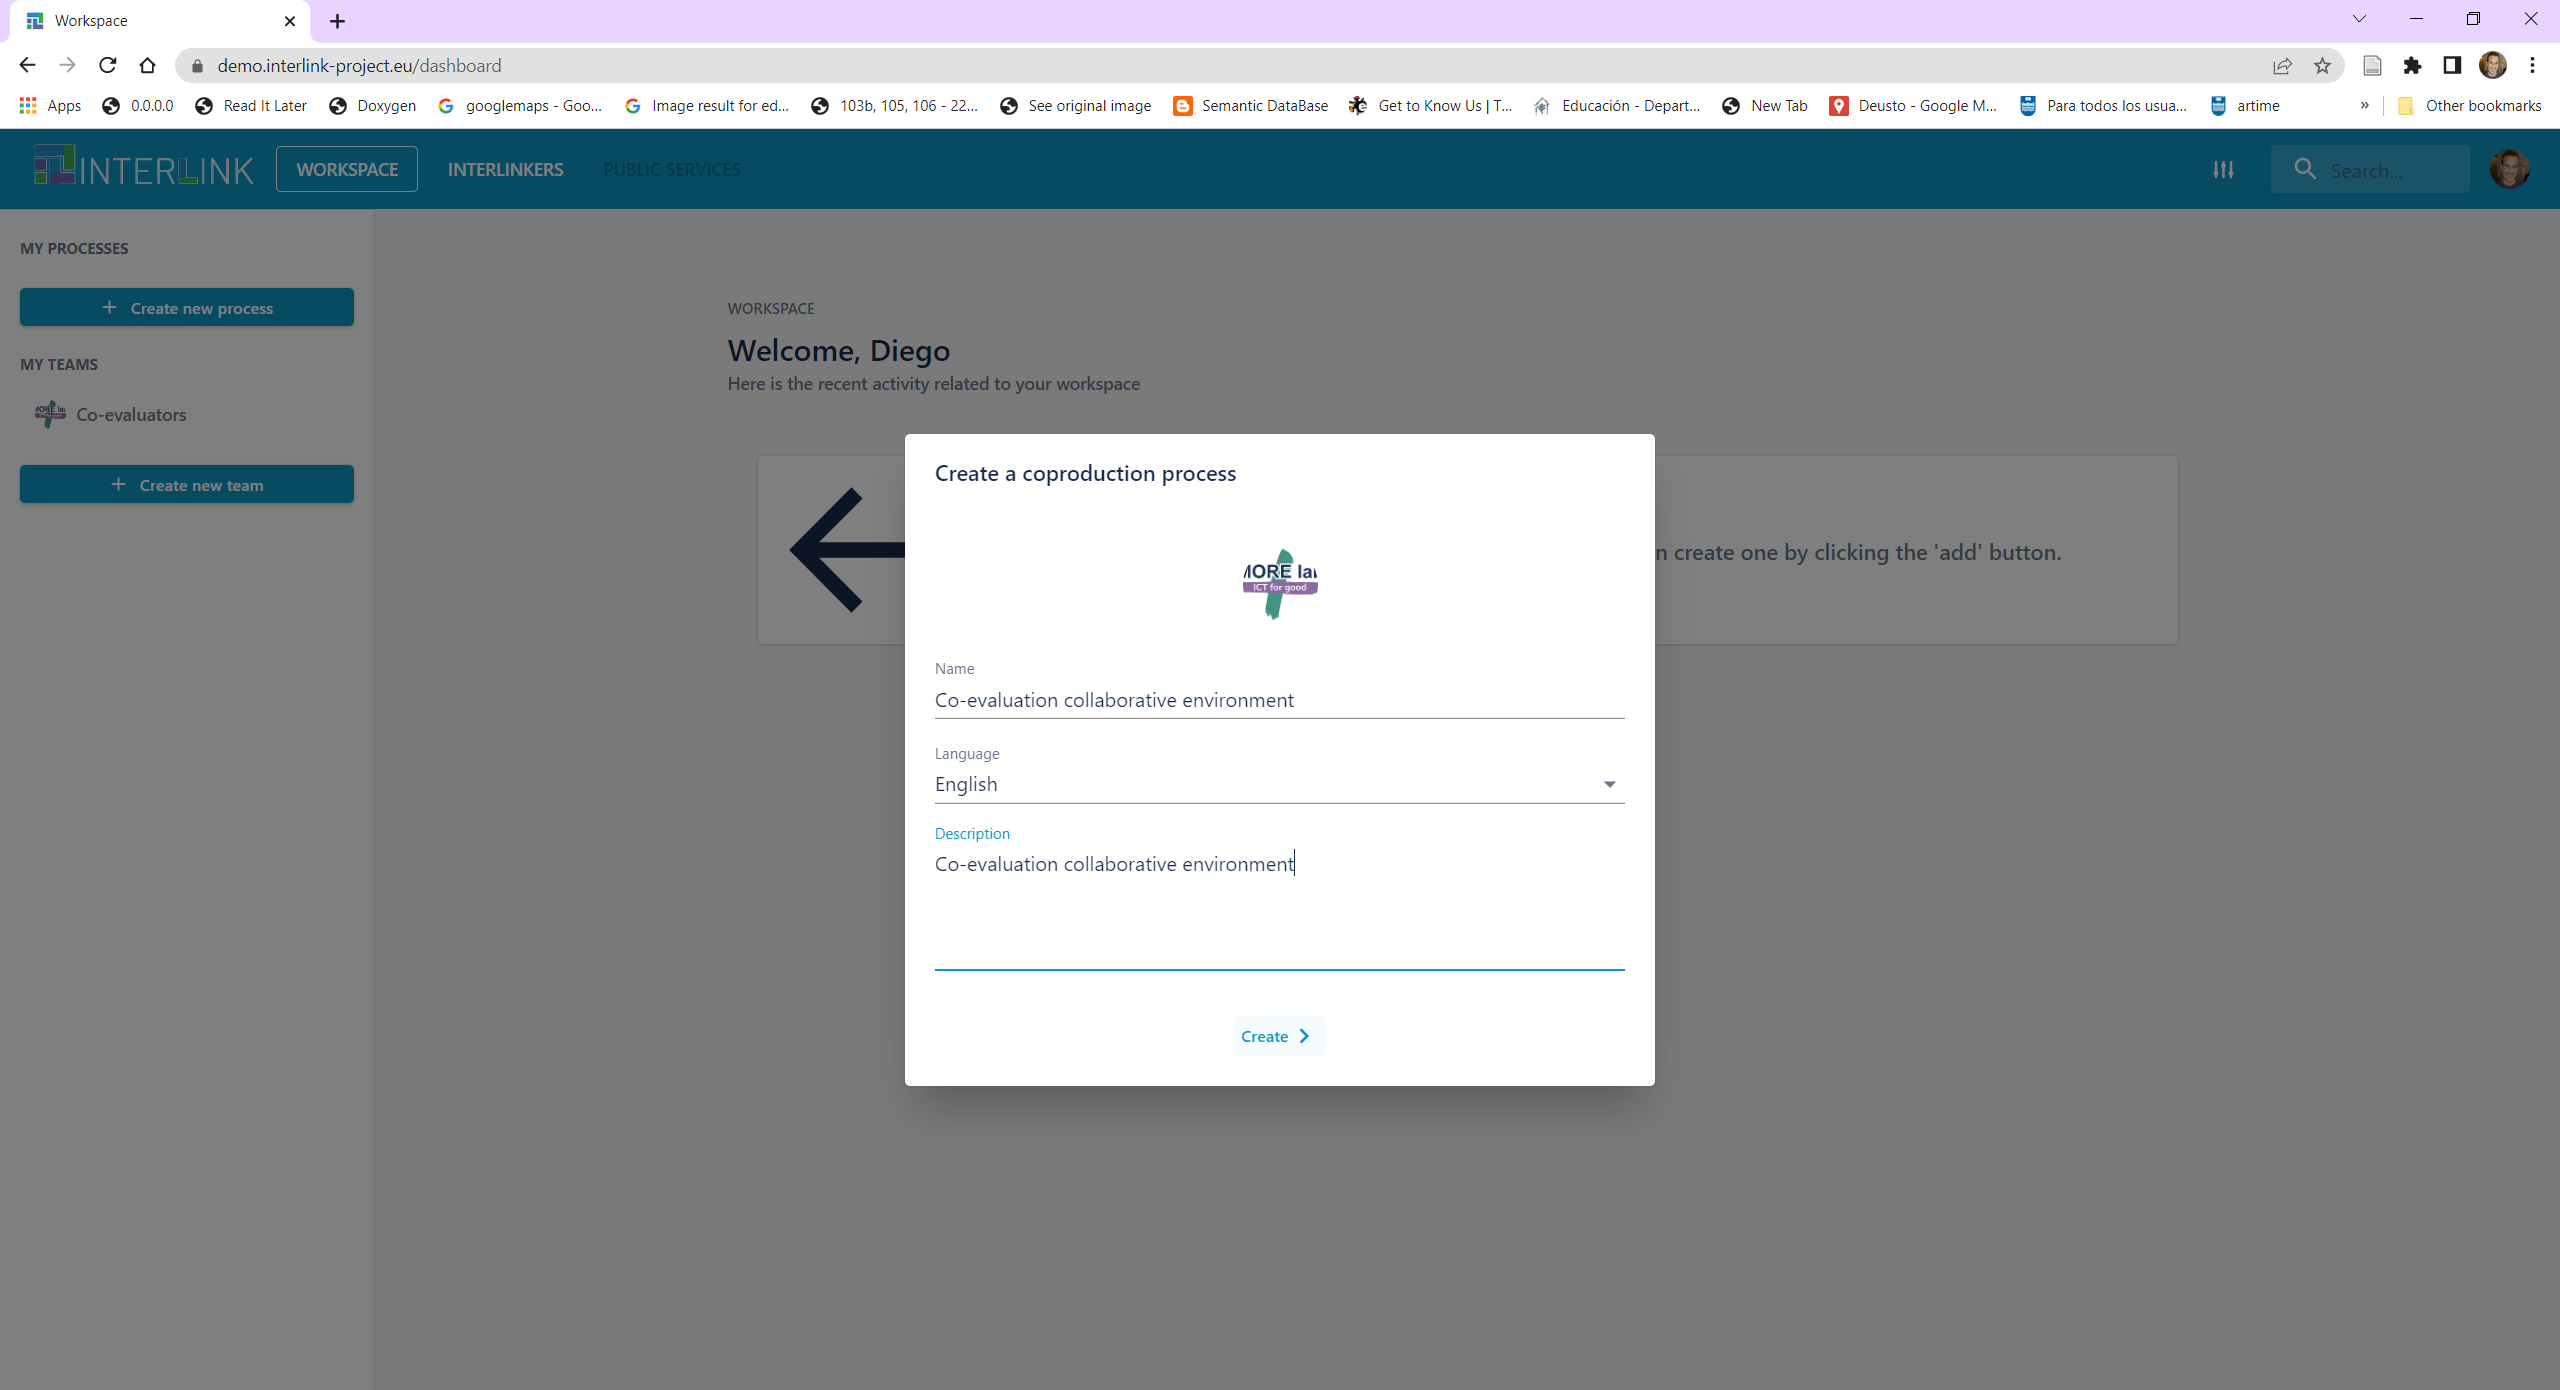 Workspace
demo.interlink-project.eu/dashboard
Apps
0.0.0.0
Read It Later
Doxygen
googlemaps - Goo...
Image result for ed...
103b, 105, 106 - 22...
See original image
Semantic DataBase
Get to Know Us | T...
Educación - Depart...
New Tab
Deusto - Google M...
Para todos los usua...
artime
»
Other bookmarks
INTERLINK
WORKSPACE
INTERLINKERS
PUBLIC SERVICES
Search...
MY PROCESSES
+ Create new process
MY TEAMS
Co-evaluators
+ Create new team
WORKSPACE
Welcome, Diego
Here is the recent activity related to your workspace
n create one by clicking the 'add' button.
Create a coproduction process
MORE la
ICT for good
Name
Co-evaluation collaborative environment
Language
English
Description
Co-evaluation collaborative environment
Create